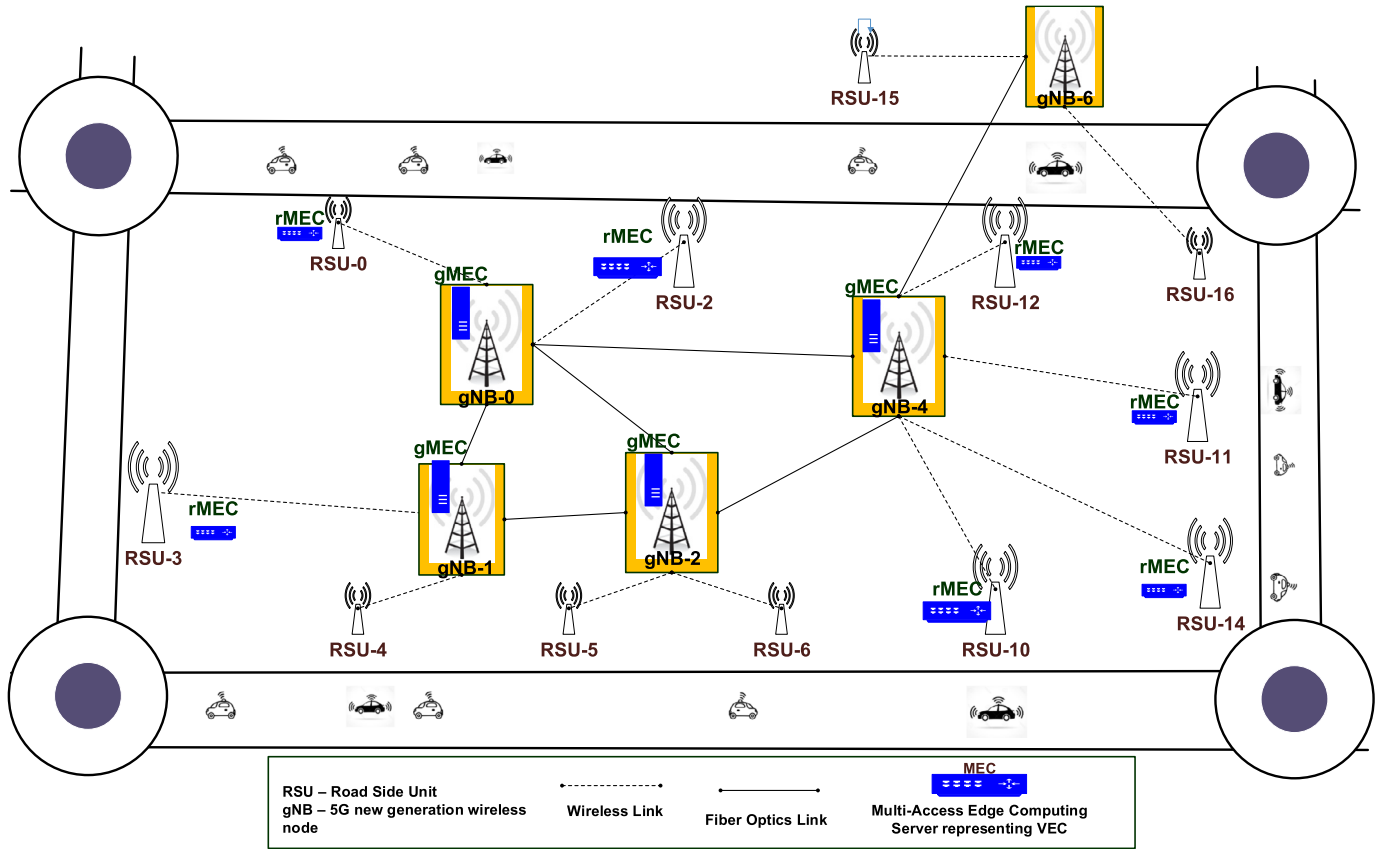 RSU-15
gNB-6
rMEC
RSU-0
rMEC
RSU-2
gMEC
gNB-0
gMEC
gNB-4
rMEC
RSU-12
RSU-16
rMEC
RSU-11
RSU-3
rMEC
gMEC
gNB-1
gMEC
gNB-2
RSU-4
RSU-5
RSU-6
rMEC
RSU-10
rMEC
RSU-14
RSU – Road Side Unit
gNB – 5G new generation wireless
node
Wireless Link
Fiber Optics Link
MEC
Multi-Access Edge Computing
Server representing VEC